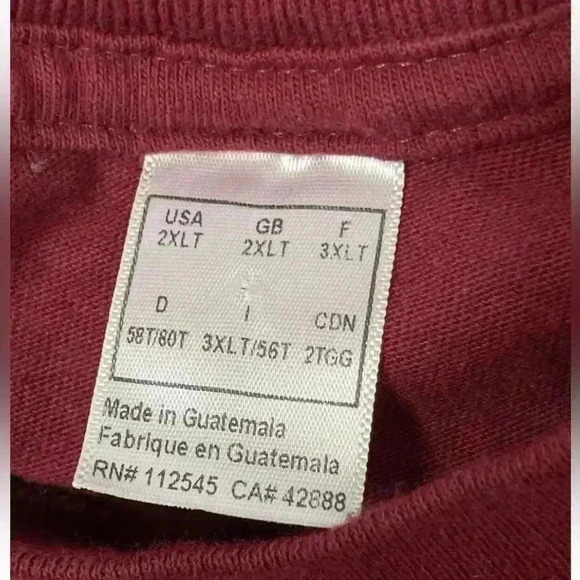 USA GB F
2XLT 2XLT 3XLT
D I CDN
58T/60T 3XLT/56T 2TGG
Made in Guatemala
Fabrique en Guatemala
RN# 112545 CA# 42888